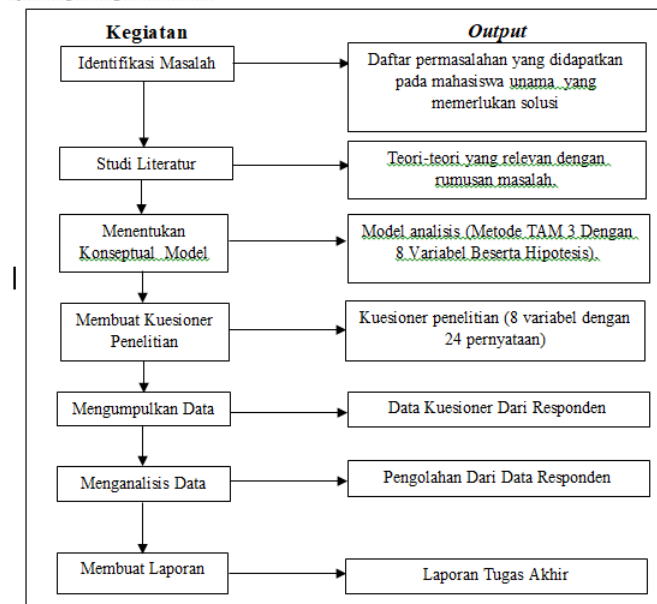 Kegiatan
Output
Identifikasi Masalah
Daftar permasalahan yang didapatkan
pada mahasiswa unama yang
memerlukan solusi
Studi Literatur
Teori-teori yang relevan dengan
rumusan masalah.
Menentukan
Konseptual Model
Model analisis (Metode TAM 3 Dengan
8 Variabel Beserta Hipotesis).
Membuat Kuesioner
Penelitian
Kuesioner penelitian (8 variabel dengan
24 pernyataan)
Mengumpulkan Data
Data Kuesioner Dari Responden
Menganalisis Data
Pengolahan Dari Data Responden
Membuat Laporan
Laporan Tugas Akhir